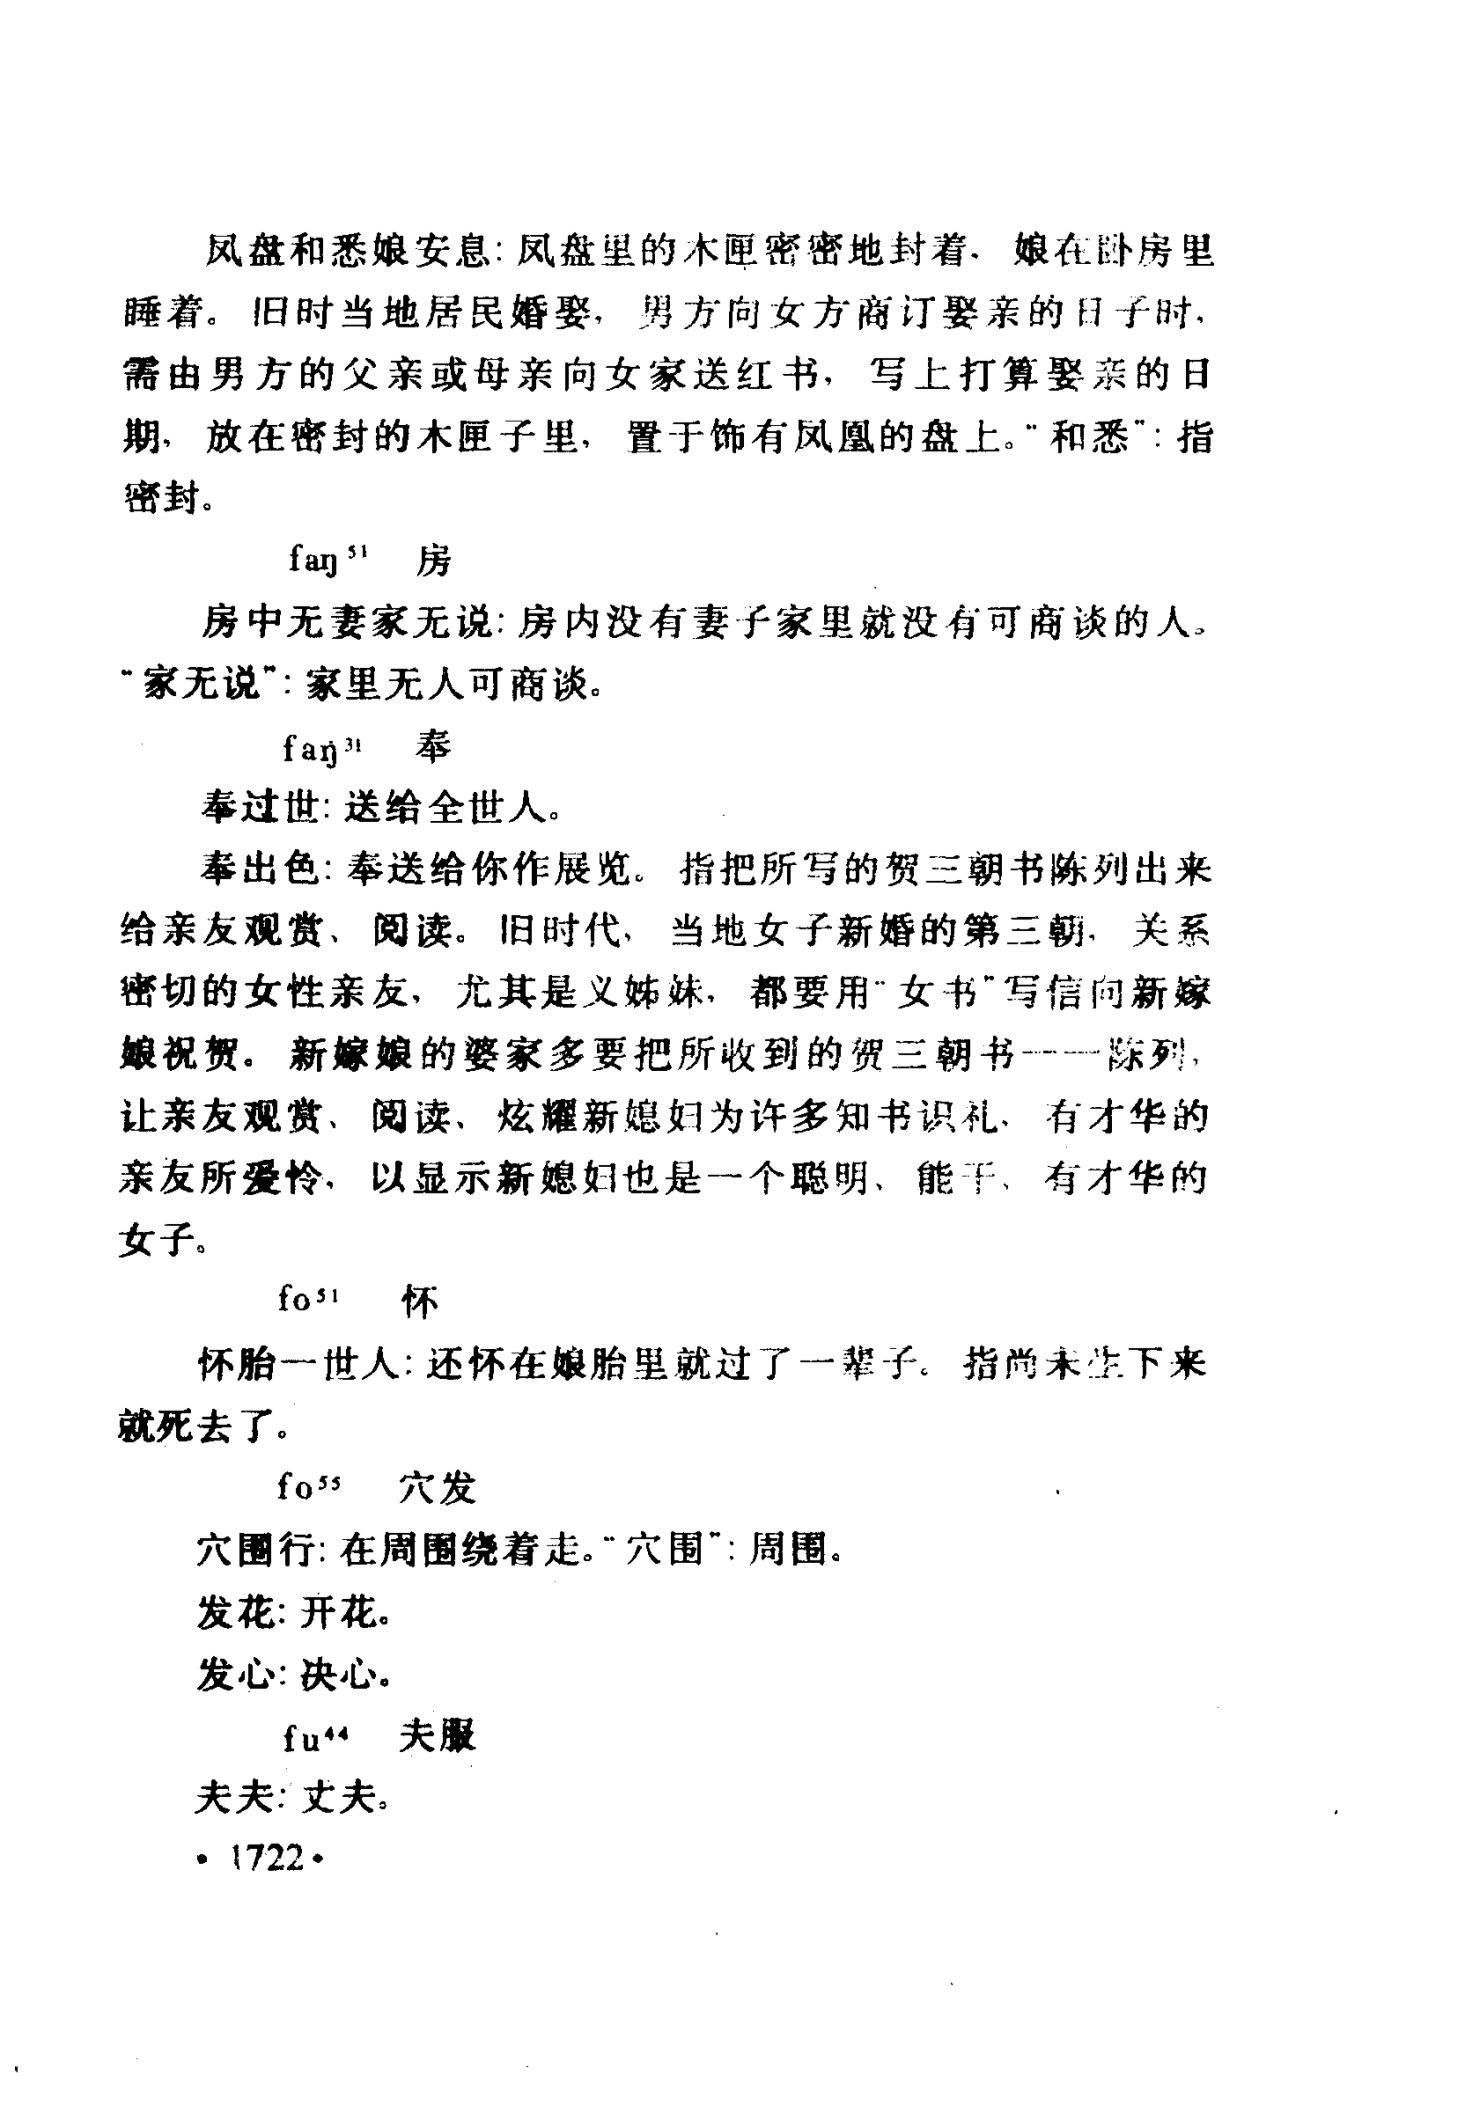 凤盘和悉娘安息：凤盘里的木匣密密地封着，娘在卧房里
睡着。旧时当地居民婚娶，男方向女方商订娶亲的日子时，
需由男方的父亲或母亲向女家送红书，写上打算娶亲的日
期，放在密封的木匣子里，置于饰有凤凰的盘上。“和悉”：指
密封。
faŋ⁵¹ 房
房中无妻家无说：房内没有妻子家里就没有可商谈的人。
“家无说”：家里无人可商谈。
faŋ³¹ 奉
奉过世：送给全世人。
奉出色：奉送给你作展览。指把所写的贺三朝书陈列出来
给亲友观赏、阅读。旧时代，当地女子新婚的第三朝，关系
密切的女性亲友，尤其是义姊妹，都要用“女书”写信向新嫁
娘祝贺。新嫁娘的婆家多要把所收到的贺三朝书一一陈列，
让亲友观赏、阅读、炫耀新媳妇为许多知书识礼、有才华的
亲友所爱怜，以显示新媳妇也是一个聪明、能干、有才华的
女子。
fo⁵¹ 怀
怀胎一世人：还怀在娘胎里就过了一辈子。指尚未生下来
就死去了。
fo⁵⁵ 穴发
穴围行：在周围绕着走。“穴围”：周围。
发花：开花。
发心：决心。
fu⁴⁴ 夫服
夫夫：丈夫。
· 1722 ·